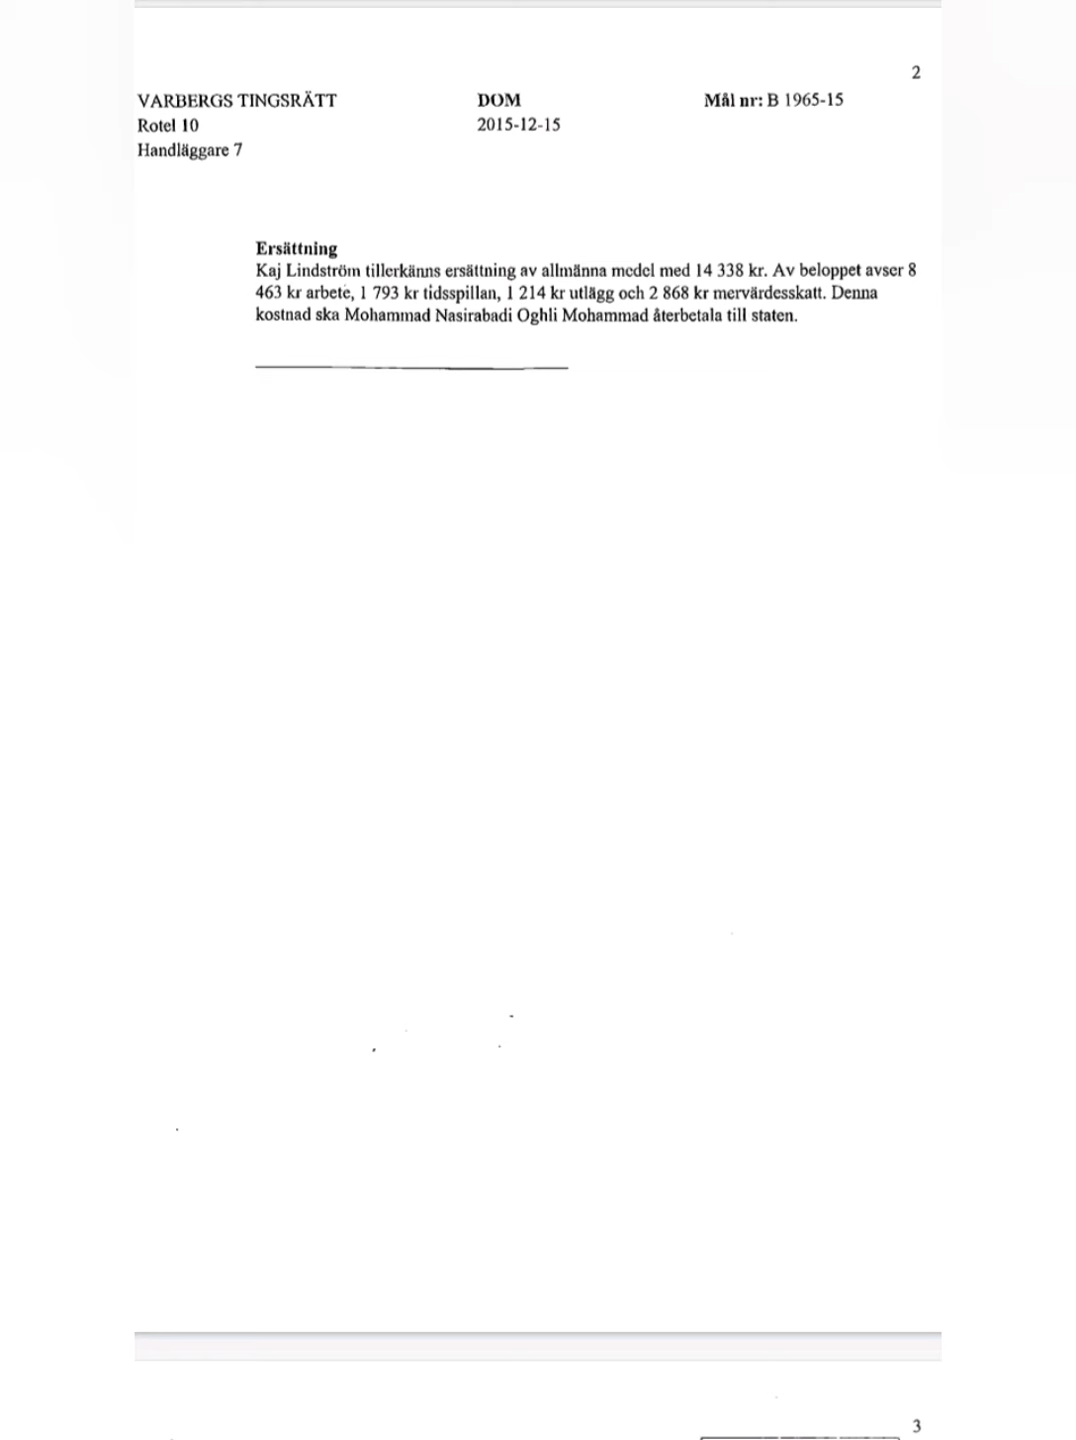 2
VARBERGS TINGSRÄTT DOM Mål nr: B 1965-15
Rotel 10 2015-12-15
Handläggare 7
Ersättning
Kaj Lindström tillerkänns ersättning av allmänna medel med 14 338 kr. Av beloppet avser 8
463 kr arbete, 1 793 kr tidsspillan, 1 214 kr utlägg och 2 868 kr mervärdesskatt. Denna
kostnad ska Mohammad Nasirabadi Oghli Mohammad återbetala till staten.
3